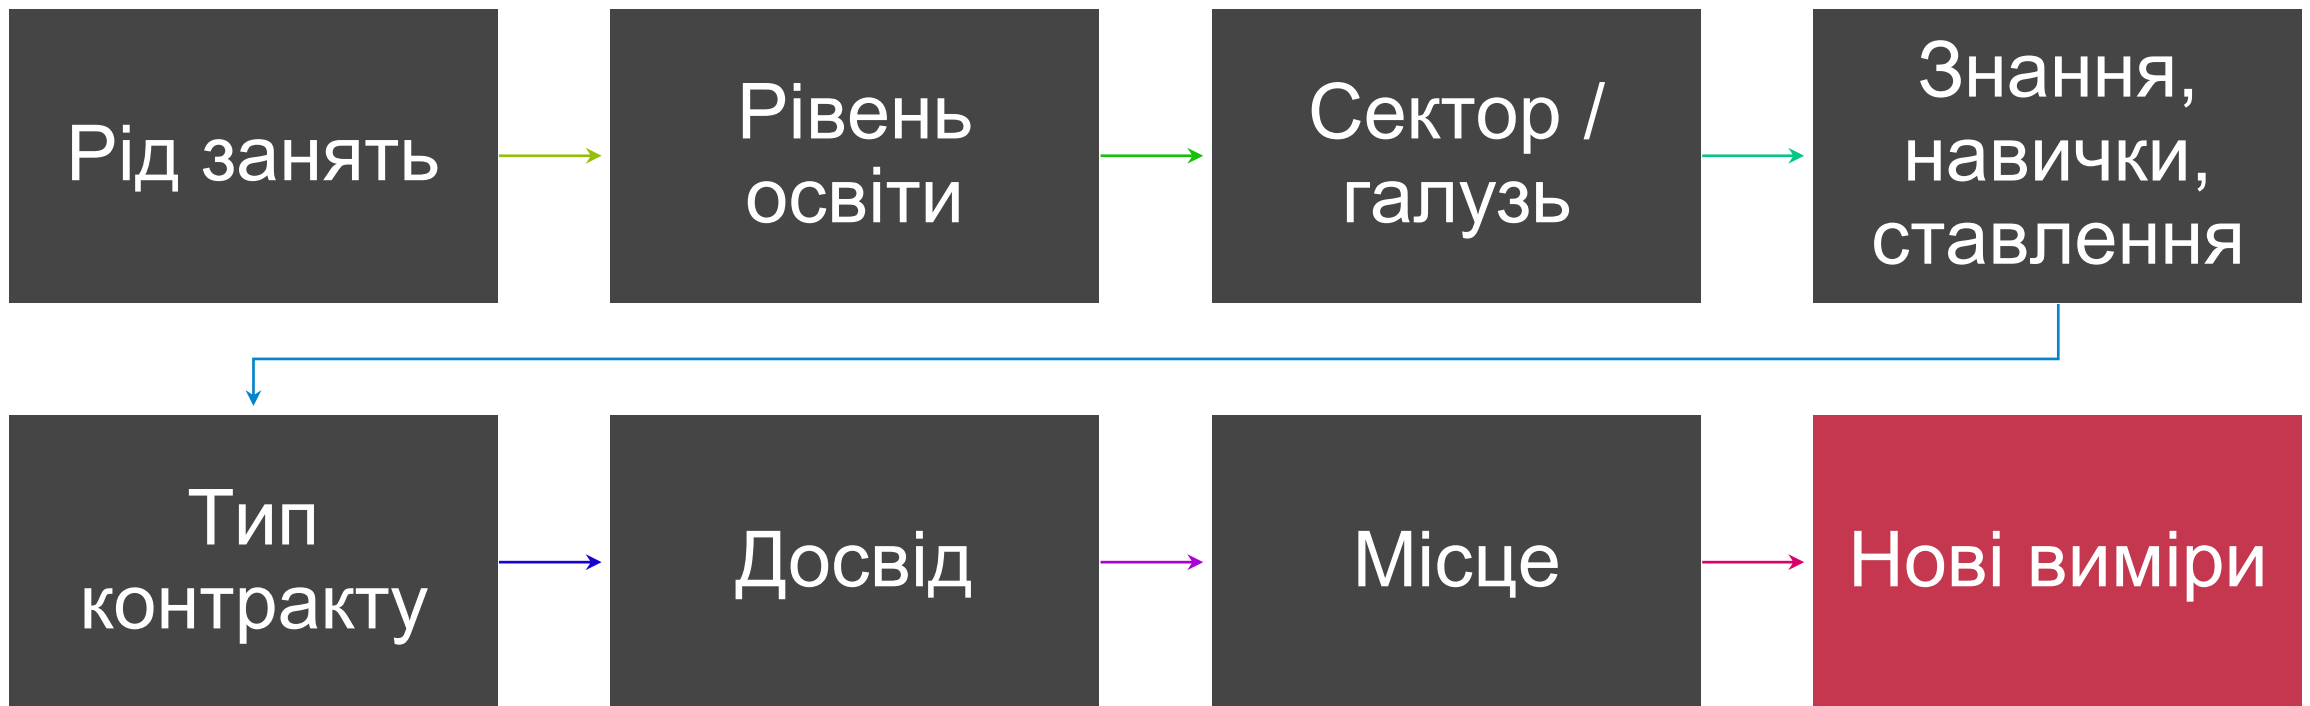 Рід занять
Рівень
освіти
Сектор /
галузь
Знання,
навички,
ставлення
Тип
контракту
Досвід
Місце
Нові виміри